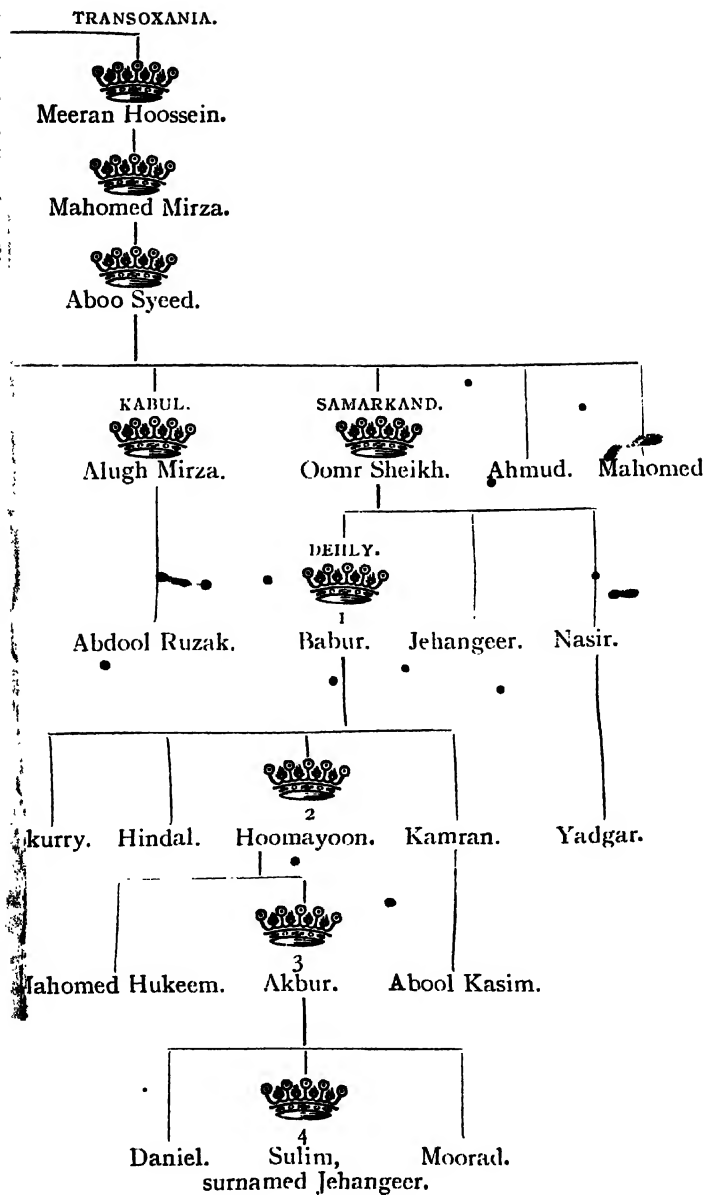 TRANSOXANIA.
Meeran Hoossein.
Mahomed Mirza.
Aboo Syeed.
KABUL. SAMARKAND.
Alugh Mirza. Oomr Sheikh. Ahmud. Mahomed
DEHLY.
1
Abdool Ruzak. Babur. Jehangeer. Nasir.
2
kurry. Hindal. Hoomayoon. Kamran. Yadgar.
3
Mahomed Hukeem. Akbur. Abool Kasim.
4
Daniel. Sulim, Moorad.
surnamed Jehangeer.